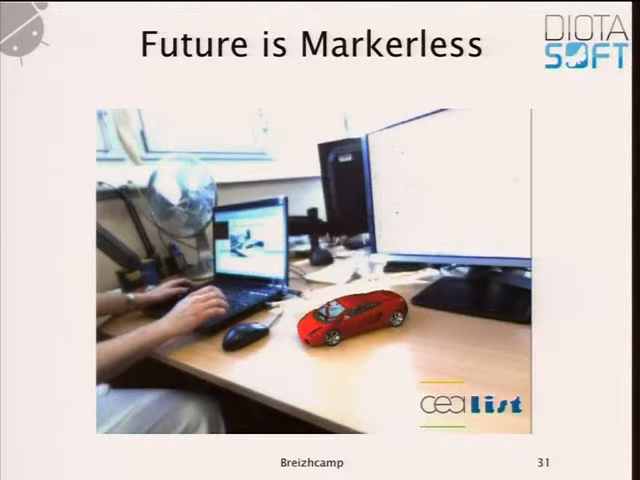 Future is Markerless
DIOTA
SOFT
cea list
Breizhcamp
31